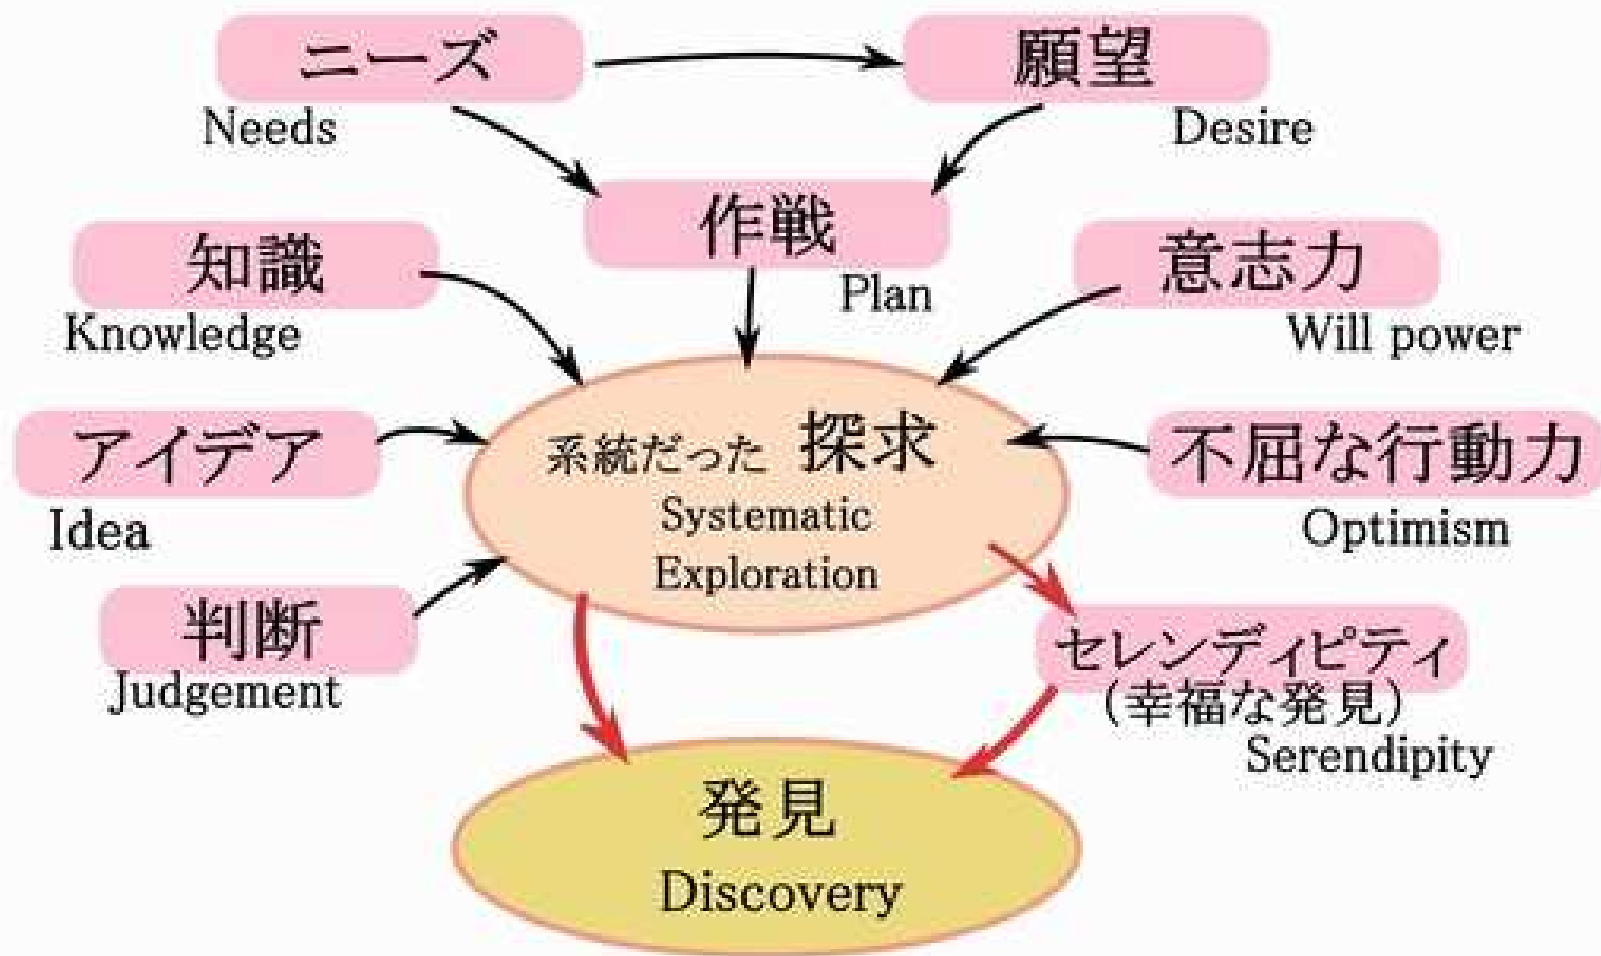 ニーズ
Needs
願望
Desire
作戦
Plan
知識
Knowledge
意志力
Will power
アイデア
Idea
系統だった 探求
Systematic
Exploration
不屈な行動力
Optimism
判断
Judgement
セレンディピティ
（幸福な発見）
Serendipity
発見
Discovery